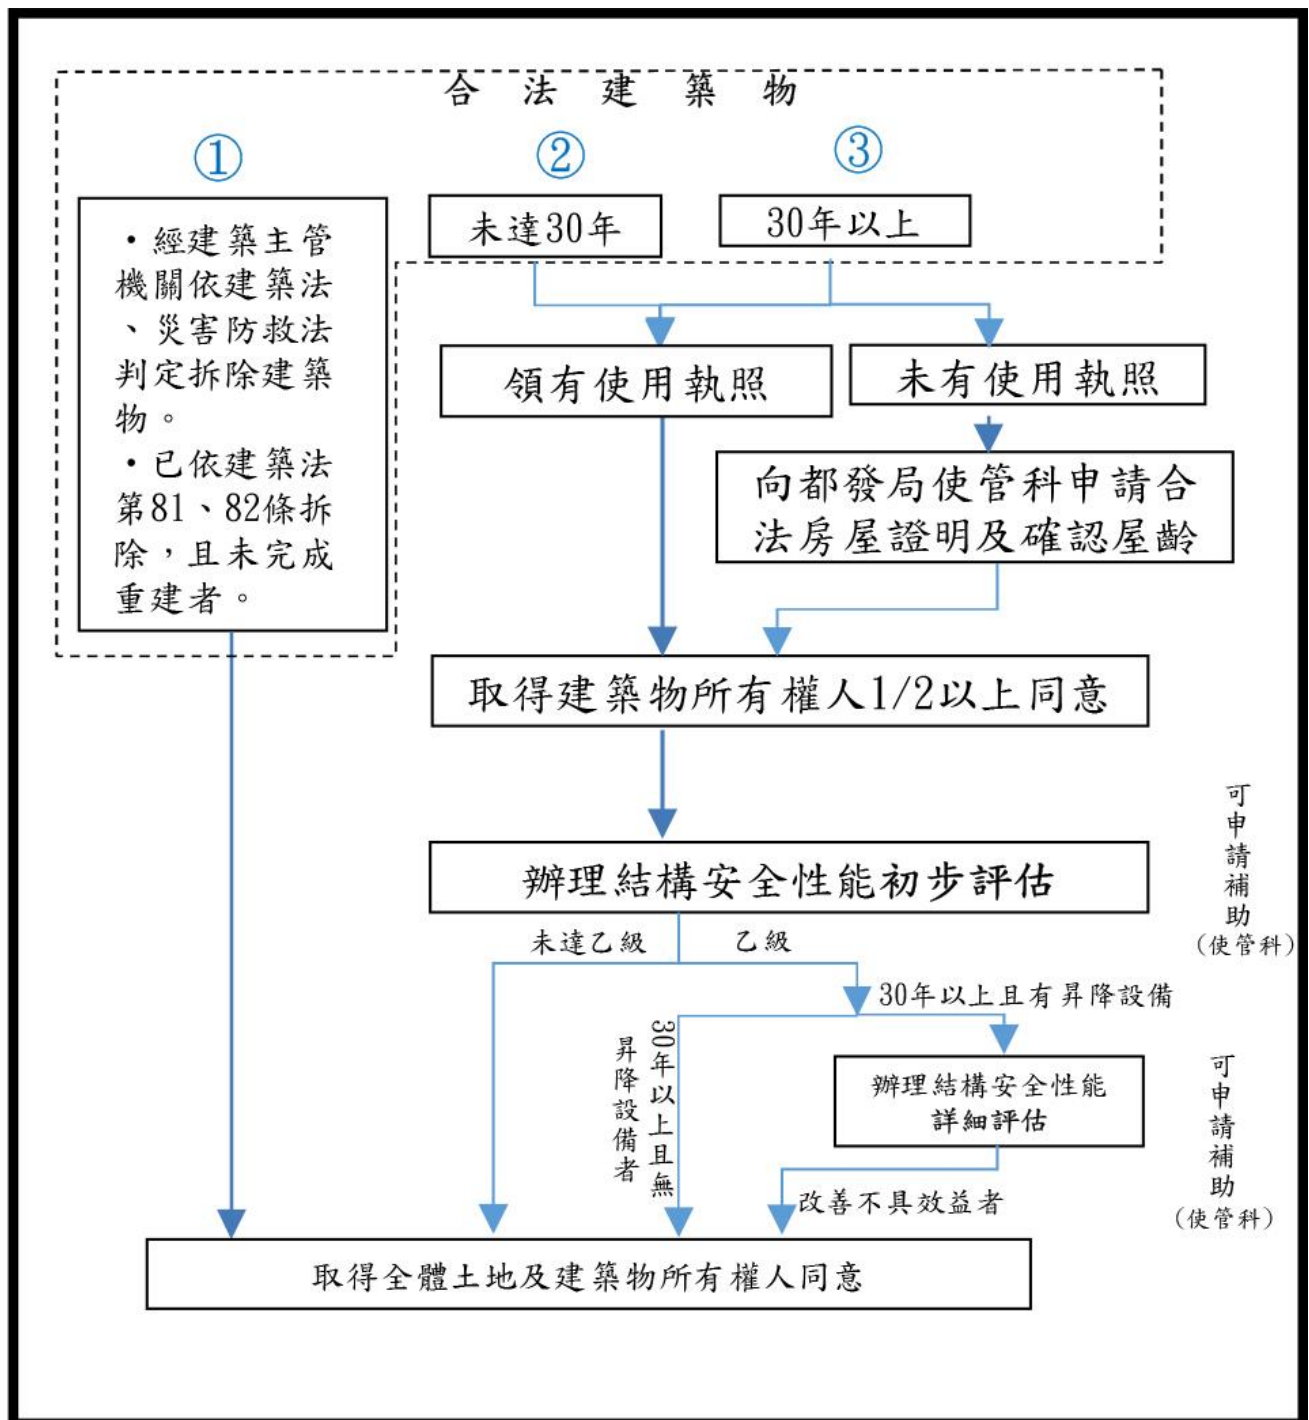 合法建築物
①
②
③
・經建築主管
機關依建築法
、災害防救法
判定拆除建築
物。
・已依建築法
第81、82條拆
除，且未完成
重建者。
未達30年
30年以上
領有使用執照
未有使用執照
向都發局使管科申請合
法房屋證明及確認屋齡
取得建築物所有權人1/2以上同意
辦理結構安全性能初步評估
可申請補助
(使管科)
未達乙級
乙級
30年以上且有昇降設備
30年以上且無
昇降設備者
辦理結構安全性能
詳細評估
可申請補助
(使管科)
改善不具效益者
取得全體土地及建築物所有權人同意